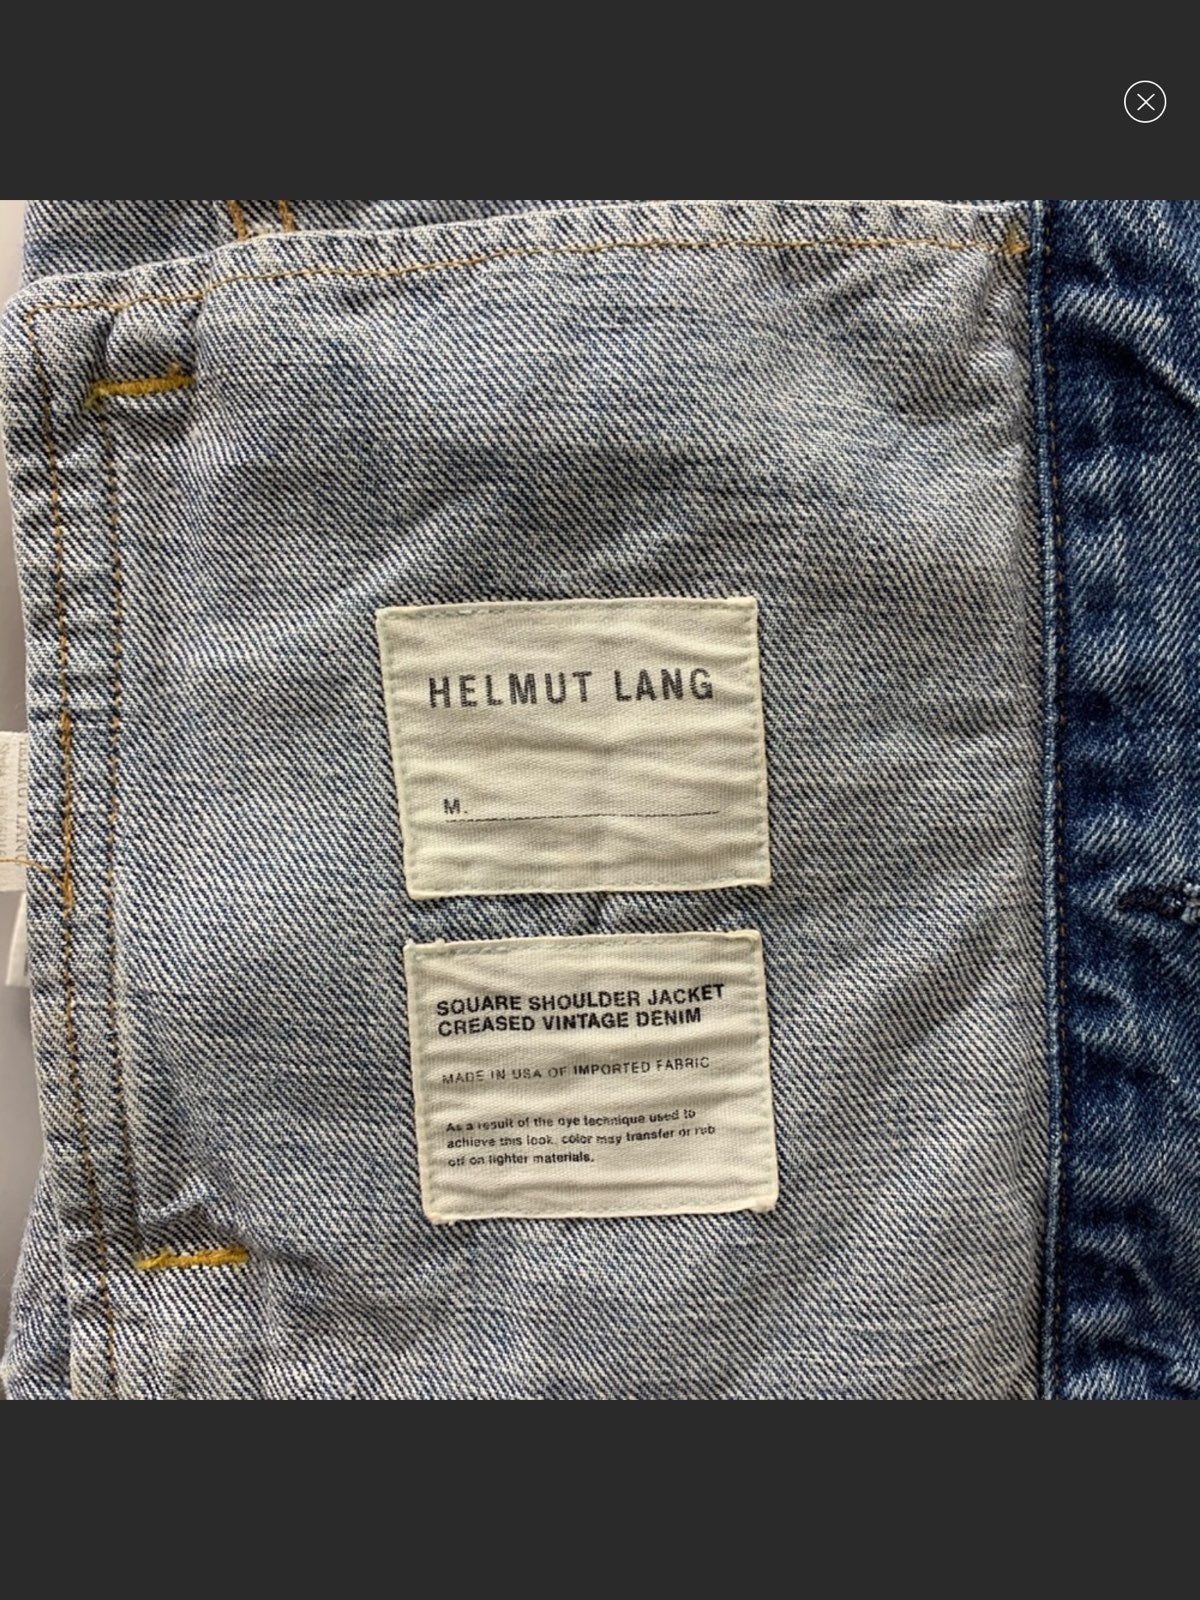 HELMUT LANG
M.
SQUARE SHOULDER JACKET
CREASED VINTAGE DENIM
MADE IN USA OF IMPORTED FABRIC
As a result of the dye technique used to
achieve this look, color may transfer or rub
off on lighter materials.